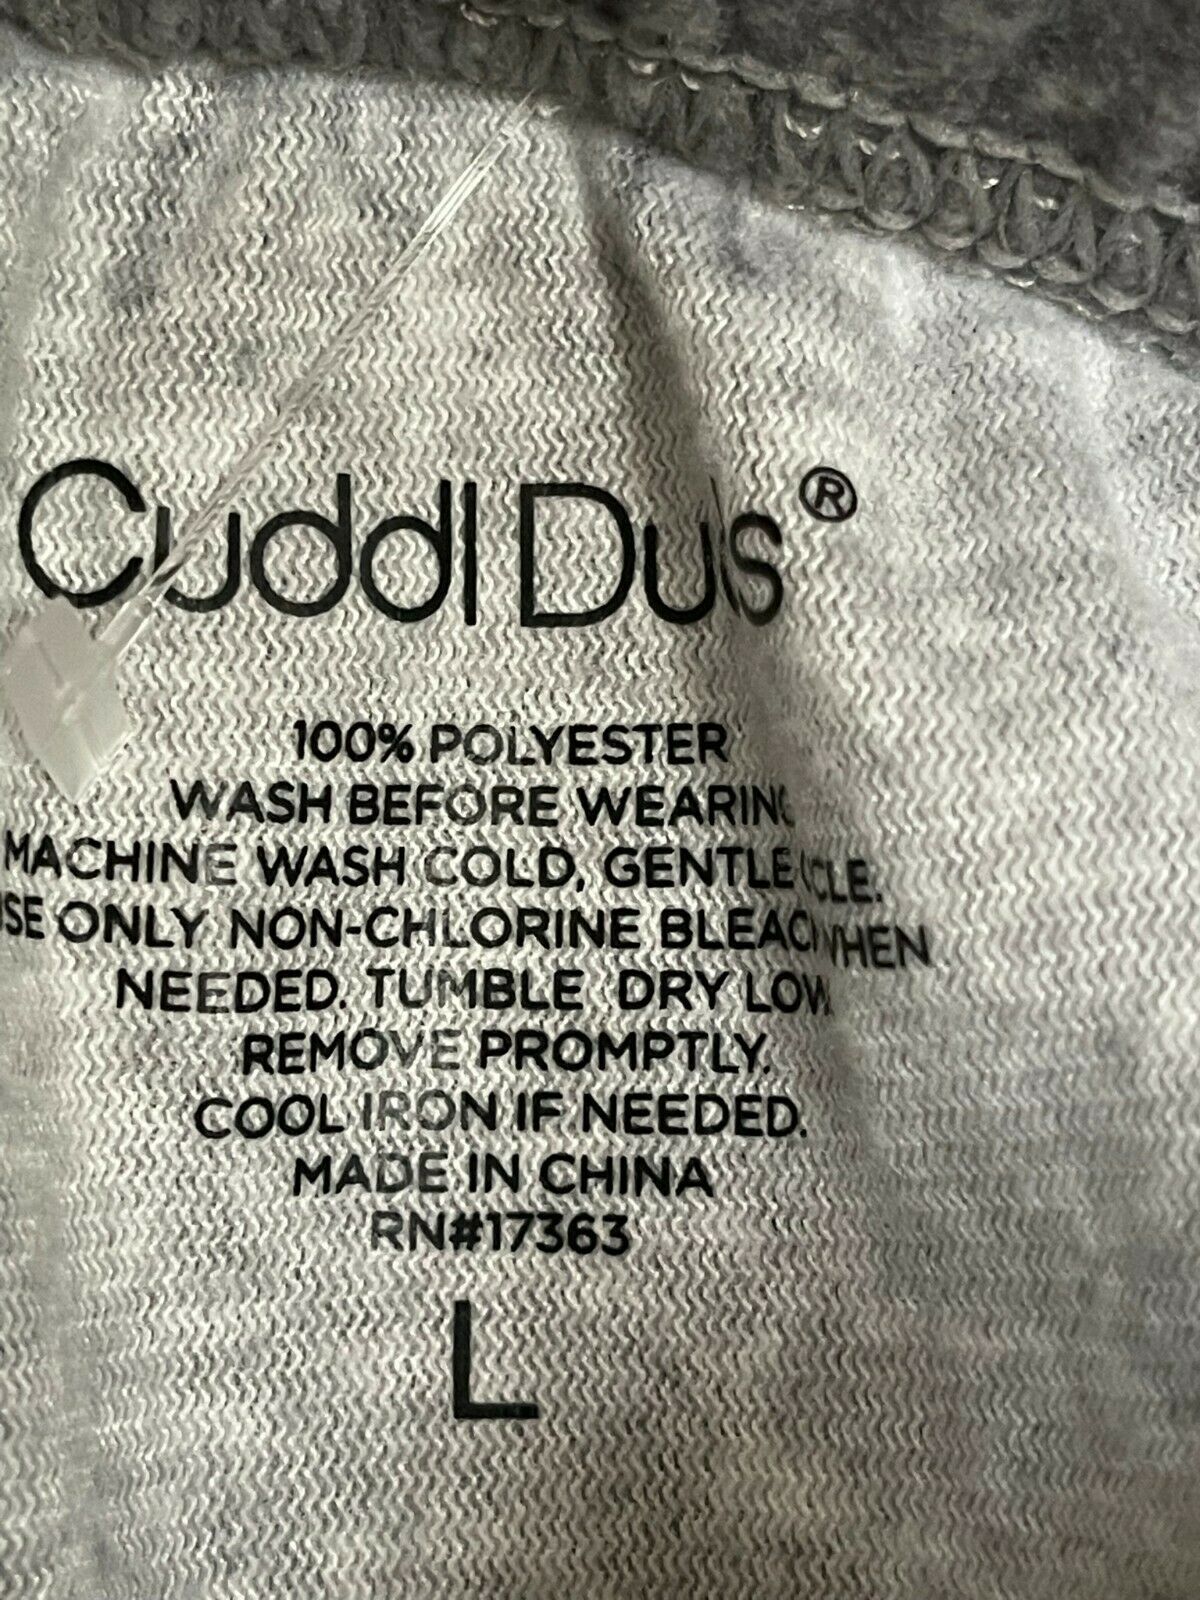 Cuddl Duds®
100% POLYESTER
WASH BEFORE WEARING
MACHINE WASH COLD, GENTLE CYCLE.
USE ONLY NON-CHLORINE BLEACH WHEN
NEEDED. TUMBLE DRY LOW
REMOVE PROMPTLY.
COOL IRON IF NEEDED.
MADE IN CHINA
RN#17363
L